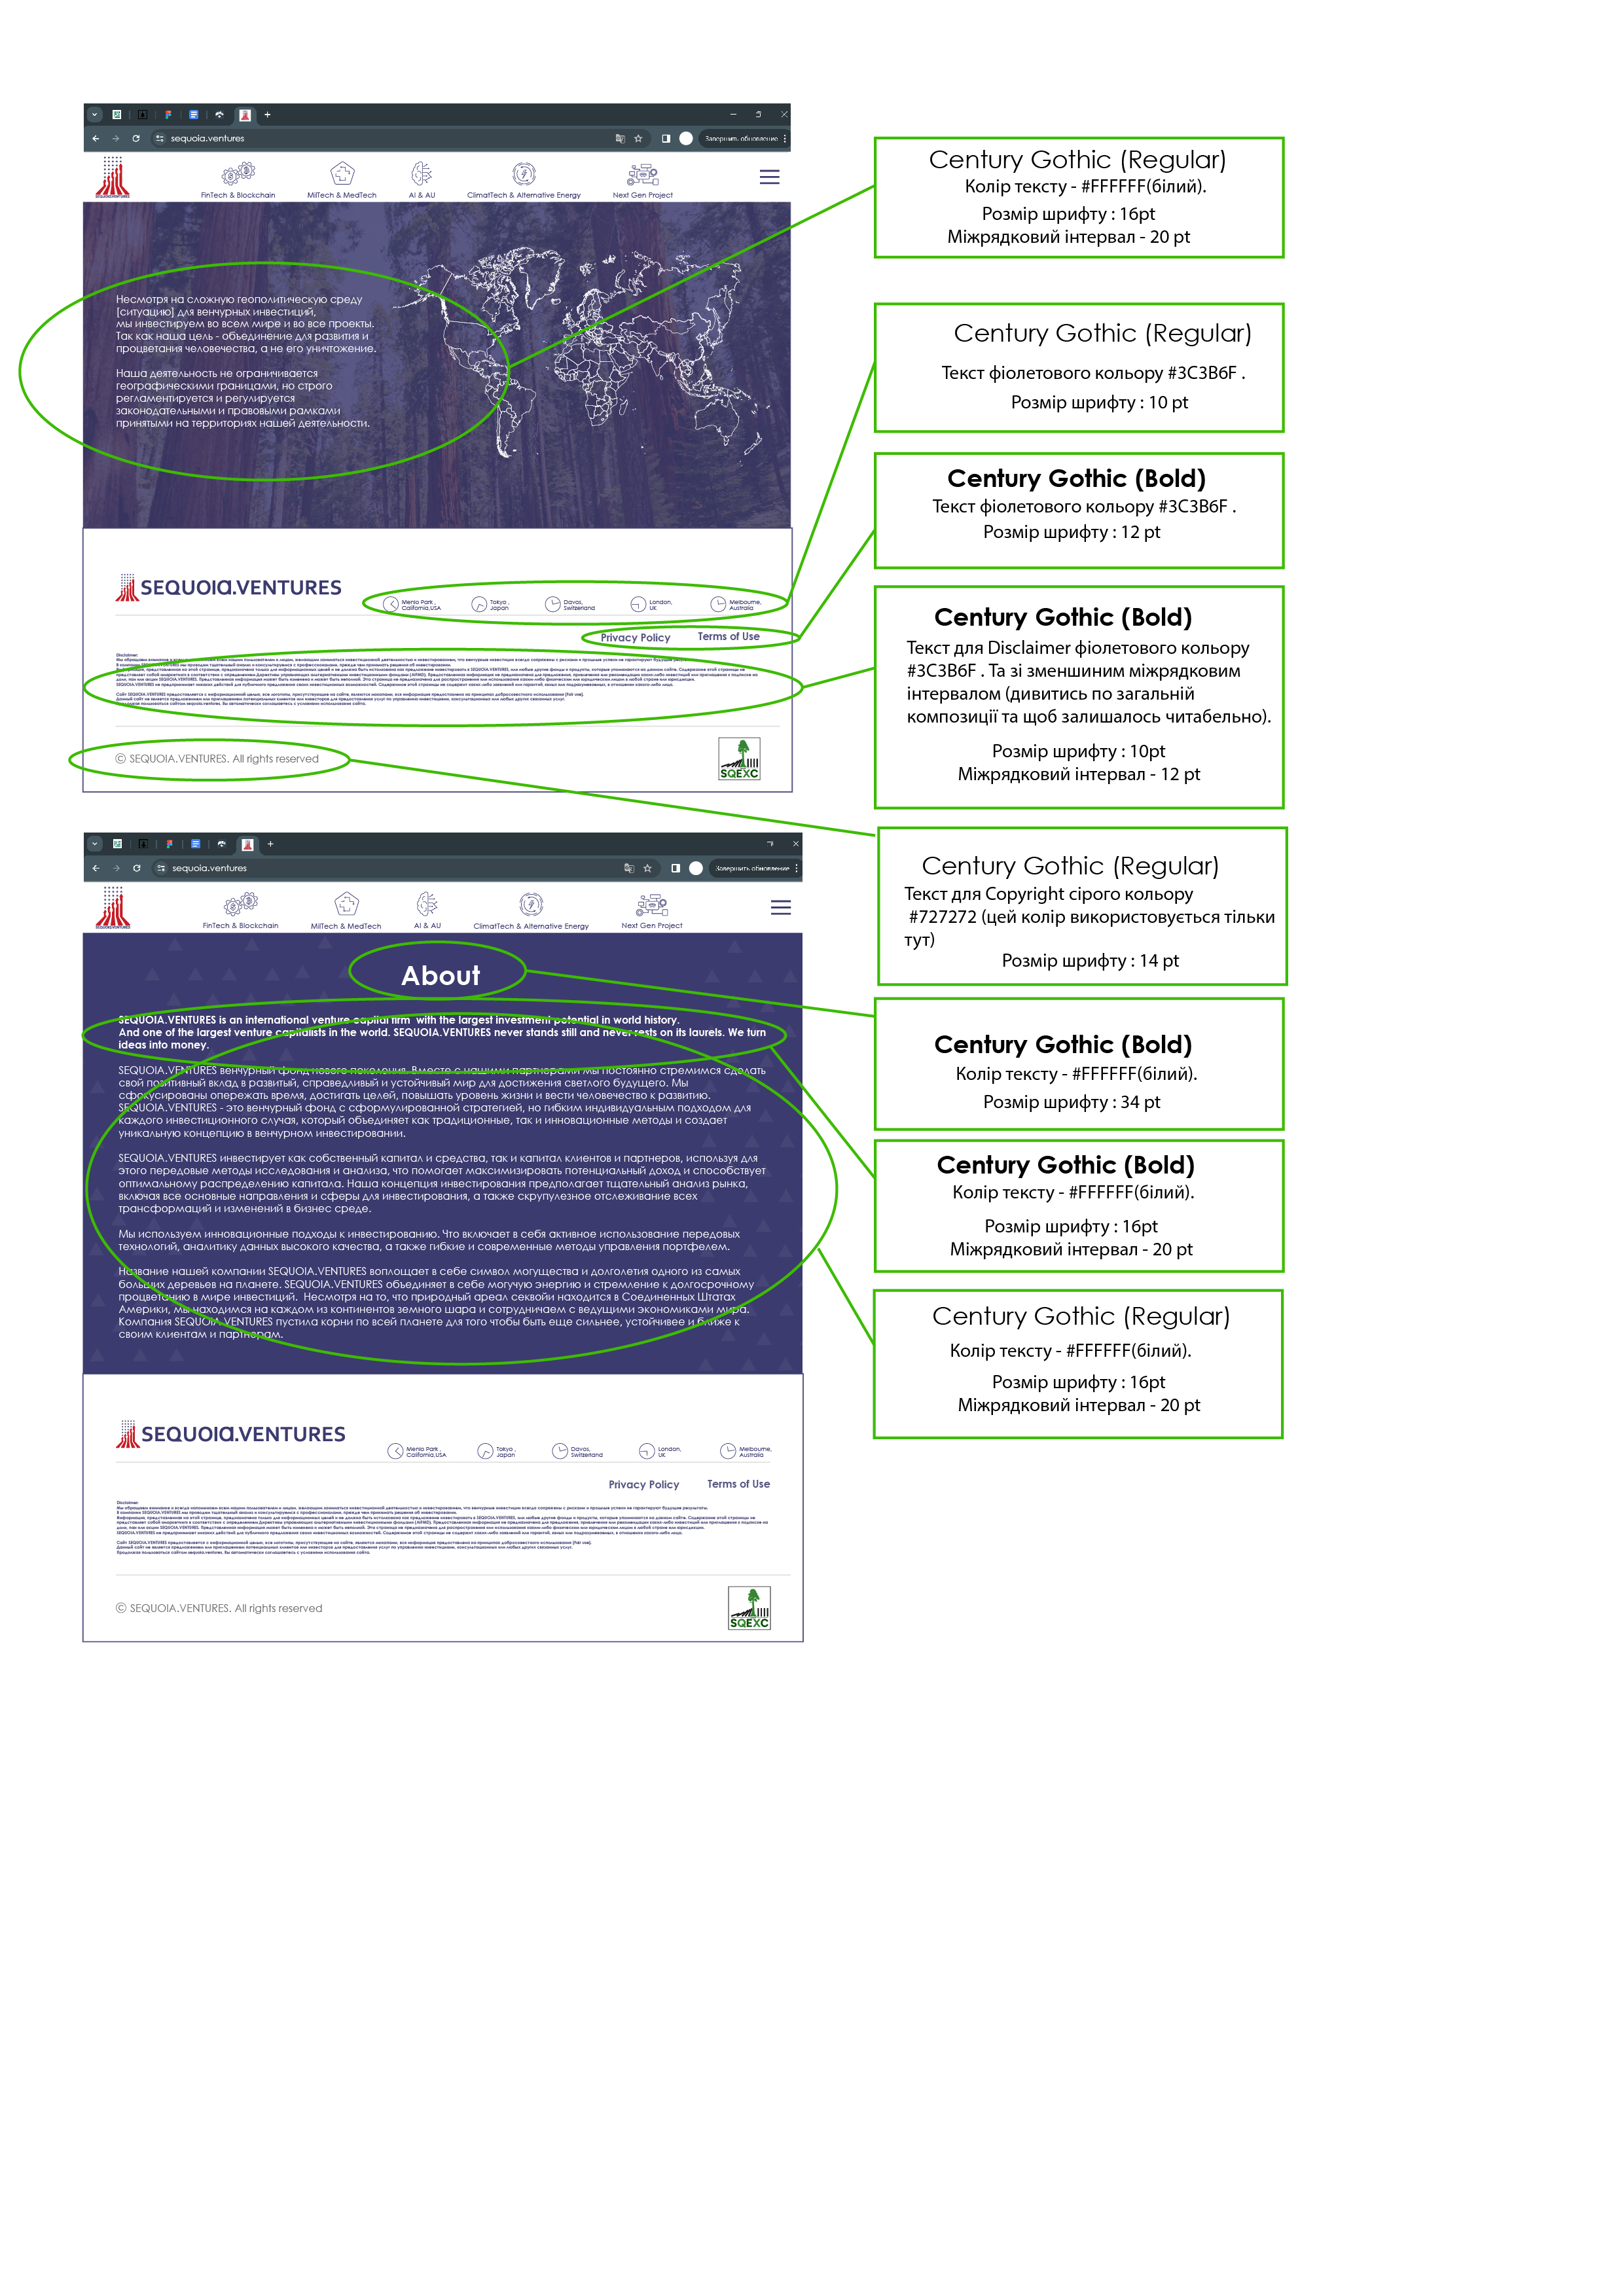 sequoia.ventures
Завершить обновление
SEQUOIA.VENTURES
FinTech & Blockchain
MilTech & MedTech
AI & AU
ClimatTech & Alternative Energy
Next Gen Project
Несмотря на сложную геополитическую среду
[ситуацию] для венчурных инвестиций,
мы инвестируем во всем мире и во все проекты.
Так как наша цель - объединение для развития и
процветания человечества, а не его уничтожение.
Наша деятельность не ограничивается
географическими границами, но строго
регламентируется и регулируется
законодательными и правовыми рамками
принятыми на территориях нашей деятельности.
SEQUOIA.VENTURES
Menlo Park ,
California,USA
Tokyo ,
Japan
Davos,
Switzerland
London,
UK
Melbourne,
Australia
Privacy Policy
Terms of Use
Disclaimer:
© SEQUOIA.VENTURES. All rights reserved
SQEXC
Century Gothic (Regular)
Колір тексту - #FFFFFF(білий).
Розмір шрифту : 16pt
Міжрядковий інтервал - 20 pt
Century Gothic (Regular)
Текст фіолетового кольору #3C3B6F .
Розмір шрифту : 10 pt
Century Gothic (Bold)
Текст фіолетового кольору #3C3B6F .
Розмір шрифту : 12 pt
Century Gothic (Bold)
Текст для Disclaimer фіолетового кольору
#3C3B6F . Та зі зменшиним міжрядковим
інтервалом (дивитись по загальній
композиції та щоб залишалось читабельно).
Розмір шрифту : 10pt
Міжрядковий інтервал - 12 pt
Century Gothic (Regular)
Текст для Copyright сірого кольору
#727272 (цей колір використовується тільки
тут)
Розмір шрифту : 14 pt
sequoia.ventures
Завершить обновление
FinTech & Blockchain
MilTech & MedTech
AI & AU
ClimatTech & Alternative Energy
Next Gen Project
About
SEQUOIA.VENTURES is an international venture capital firm with the largest investment potential in world history.
And one of the largest venture capitalists in the world. SEQUOIA.VENTURES never stands still and never rests on its laurels. We turn
ideas into money.
SEQUOIA.VENTURES венчурный фонд нового поколения. Вместе с нашими партнерами мы постоянно стремимся сделать
свой позитивный вклад в развитый, справедливый и устойчивый мир для достижения светлого будущего. Мы
сфокусированы опережать время, достигать целей, повышать уровень жизни и вести человечество к развитию.
SEQUOIA.VENTURES - это венчурный фонд с сформулированной стратегией, но гибким индивидуальным подходом для
каждого инвестиционного случая, который объединяет как традиционные, так и инновационные методы и создает
уникальную концепцию в венчурном инвестировании.
SEQUOIA.VENTURES инвестирует как собственный капитал и средства, так и капитал клиентов и партнеров, используя для
этого передовые методы исследования и анализа, что помогает максимизировать потенциальный доход и способствует
оптимальному распределению капитала. Наша концепция инвестирования предполагает тщательный анализ рынка,
включая все основные направления и сферы для инвестирования, а также скрупулезное отслеживание всех
трансформаций и изменений в бизнес среде.
Мы используем инновационные подходы к инвестированию. Что включает в себя активное использование передовых
технологий, аналитику данных высокого качества, а также гибкие и современные методы управления портфелем.
Название нашей компании SEQUOIA.VENTURES воплощает в себе символ могущества и долголетия одного из самых
больших деревьев на планете. SEQUOIA.VENTURES объединяет в себе могучую энергию и стремление к долгосрочному
процветанию в мире инвестиций. Несмотря на то, что природный ареал секвойи находится в Соединенных Штатах
Америки, мы находимся на каждом из континентов земного шара и сотрудничаем с ведущими экономиками мира.
Компания SEQUOIA.VENTURES пустила корни по всей планете для того чтобы быть еще сильнее, устойчивее и ближе к
своим клиентам и партнерам.
Century Gothic (Bold)
Колір тексту - #FFFFFF(білий).
Розмір шрифту : 34 pt
Century Gothic (Bold)
Колір тексту - #FFFFFF(білий).
Розмір шрифту : 16pt
Міжрядковий інтервал - 20 pt
Century Gothic (Regular)
Колір тексту - #FFFFFF(білий).
Розмір шрифту : 16pt
Міжрядковий інтервал - 20 pt
SEQUOIA.VENTURES
Menlo Park ,
California,USA
Tokyo ,
Japan
Davos,
Switzerland
London,
UK
Melbourne,
Australia
Privacy Policy
Terms of Use
Disclaimer:
© SEQUOIA.VENTURES. All rights reserved
SQEXC